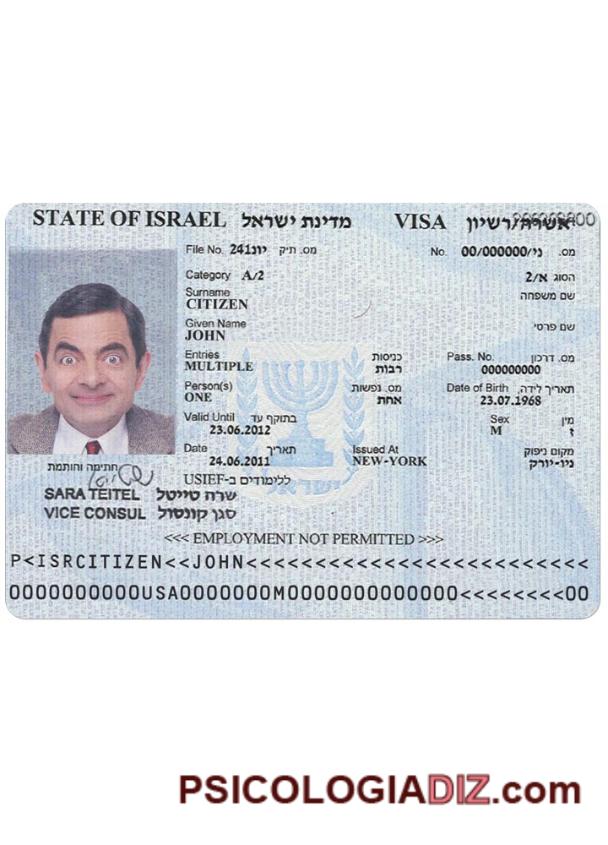 STATE OF ISRAEL מדינת ישראל VISA אשרה/רשיון
File No. 241יונ מס. תיק No. 00/000000/ני מס.
Category A/2 הסוג א/2
Surname שם משפחה
CITIZEN
Given Name שם פרטי
JOHN
Entries כניסות Pass. No. מס. דרכון
MULTIPLE רבות 000000000
Person(s) מס. נפשות Date of Birth תאריך לידה,
ONE אחת 23.07.1968
Valid Until בתוקף עד Sex מין
23.06.2012 M ז
Date תאריך Issued At מקום ניפוק
24.06.2011 NEW-YORK ניו-יורק
חתימה וחותמת ללימודים ב-USIEF
SARA TEITEL שרה טייטל
VICE CONSUL סגן קונסול
<<< EMPLOYMENT NOT PERMITTED >>>
P<ISRCITIZEN<<JOHN<<<<<<<<<<<<<<<<<<<<<<<<<<
0000000000USA0000000M00000000000000<<<<<<<<00
ישראל
PSICOLOGIADIZ.com